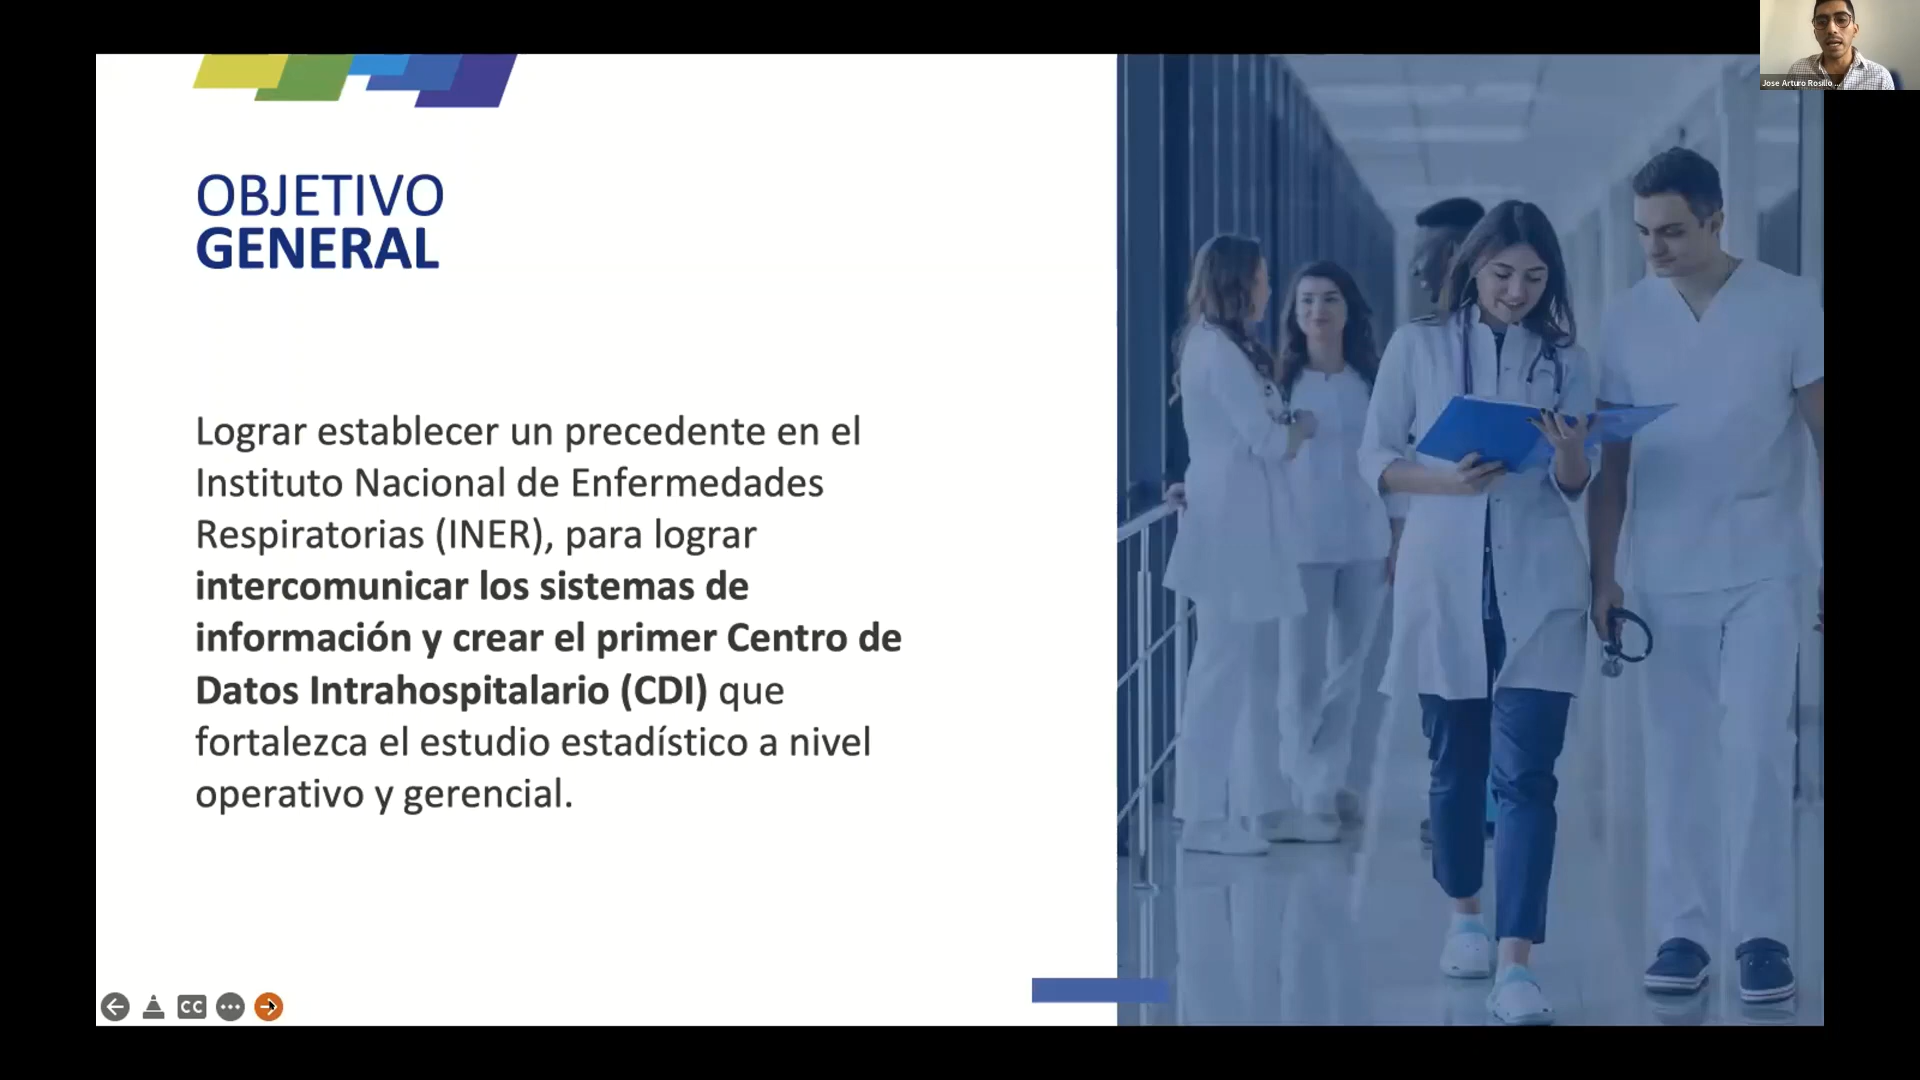 Jose Arturo Rosillo ...
OBJETIVO
GENERAL
Lograr establecer un precedente en el
Instituto Nacional de Enfermedades
Respiratorias (INER), para lograr
intercomunicar los sistemas de
información y crear el primer Centro de
Datos Intrahospitalario (CDI) que
fortalezca el estudio estadístico a nivel
operativo y gerencial.
CC